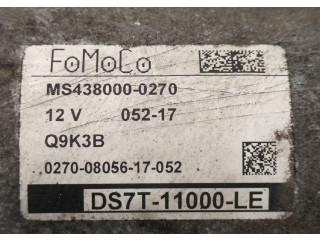 FoMoCo
MS438000-0270
12 V 052-17
Q9K3B
0270-08056-17-052
DS7T-11000-LE